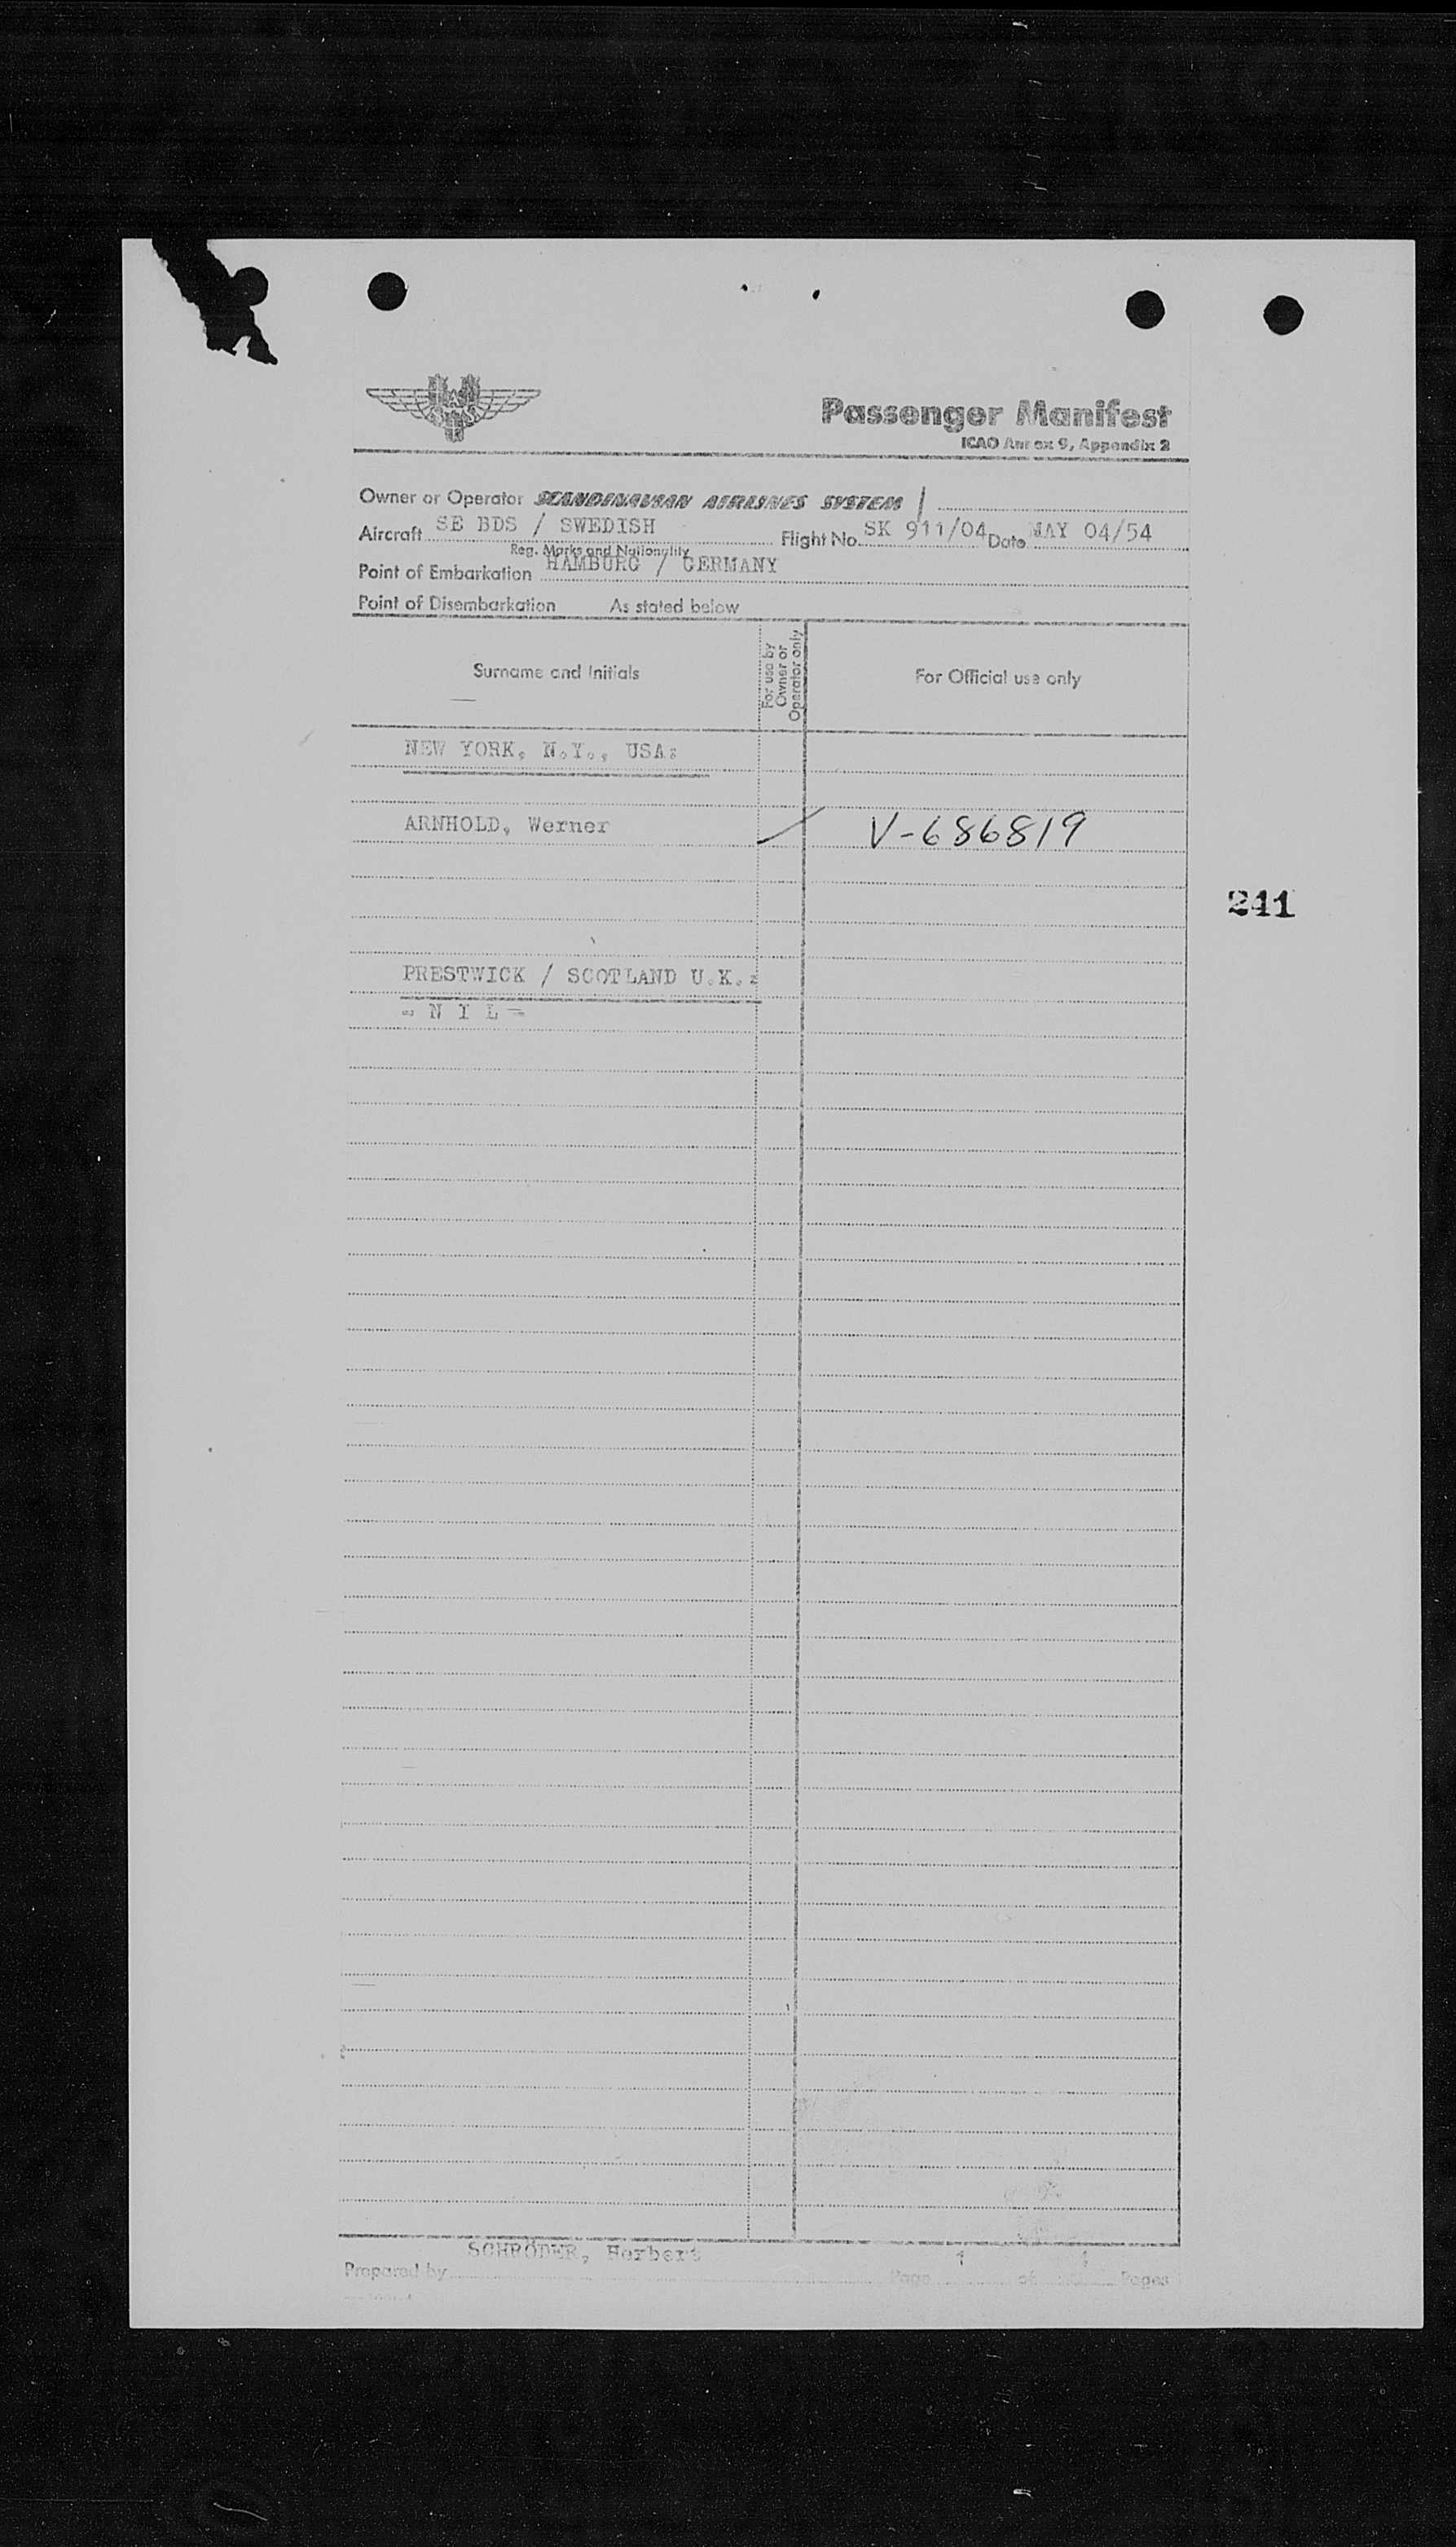 Passenger Manifest
ICAO Annex 9, Appendix 2
Owner or Operator SCANDINAVIAN AIRLINES SYSTEM
Aircraft SE BDS / SWEDISH Flight No. SK 911/04 Date MAY 04/54
Reg. Marks and Nationality
Point of Embarkation HAMBURG / GERMANY
Point of Disembarkation As stated below
Surname and Initials
For use by
Owner or
Operator only
For Official use only
NEW YORK, N.Y., USA:
ARNHOLD, Werner V-686819
241
PRESTWICK / SCOTLAND U.K.:
- N I L -
SCHRÖDER, Herbert 1 1
Prepared by Page of Pages